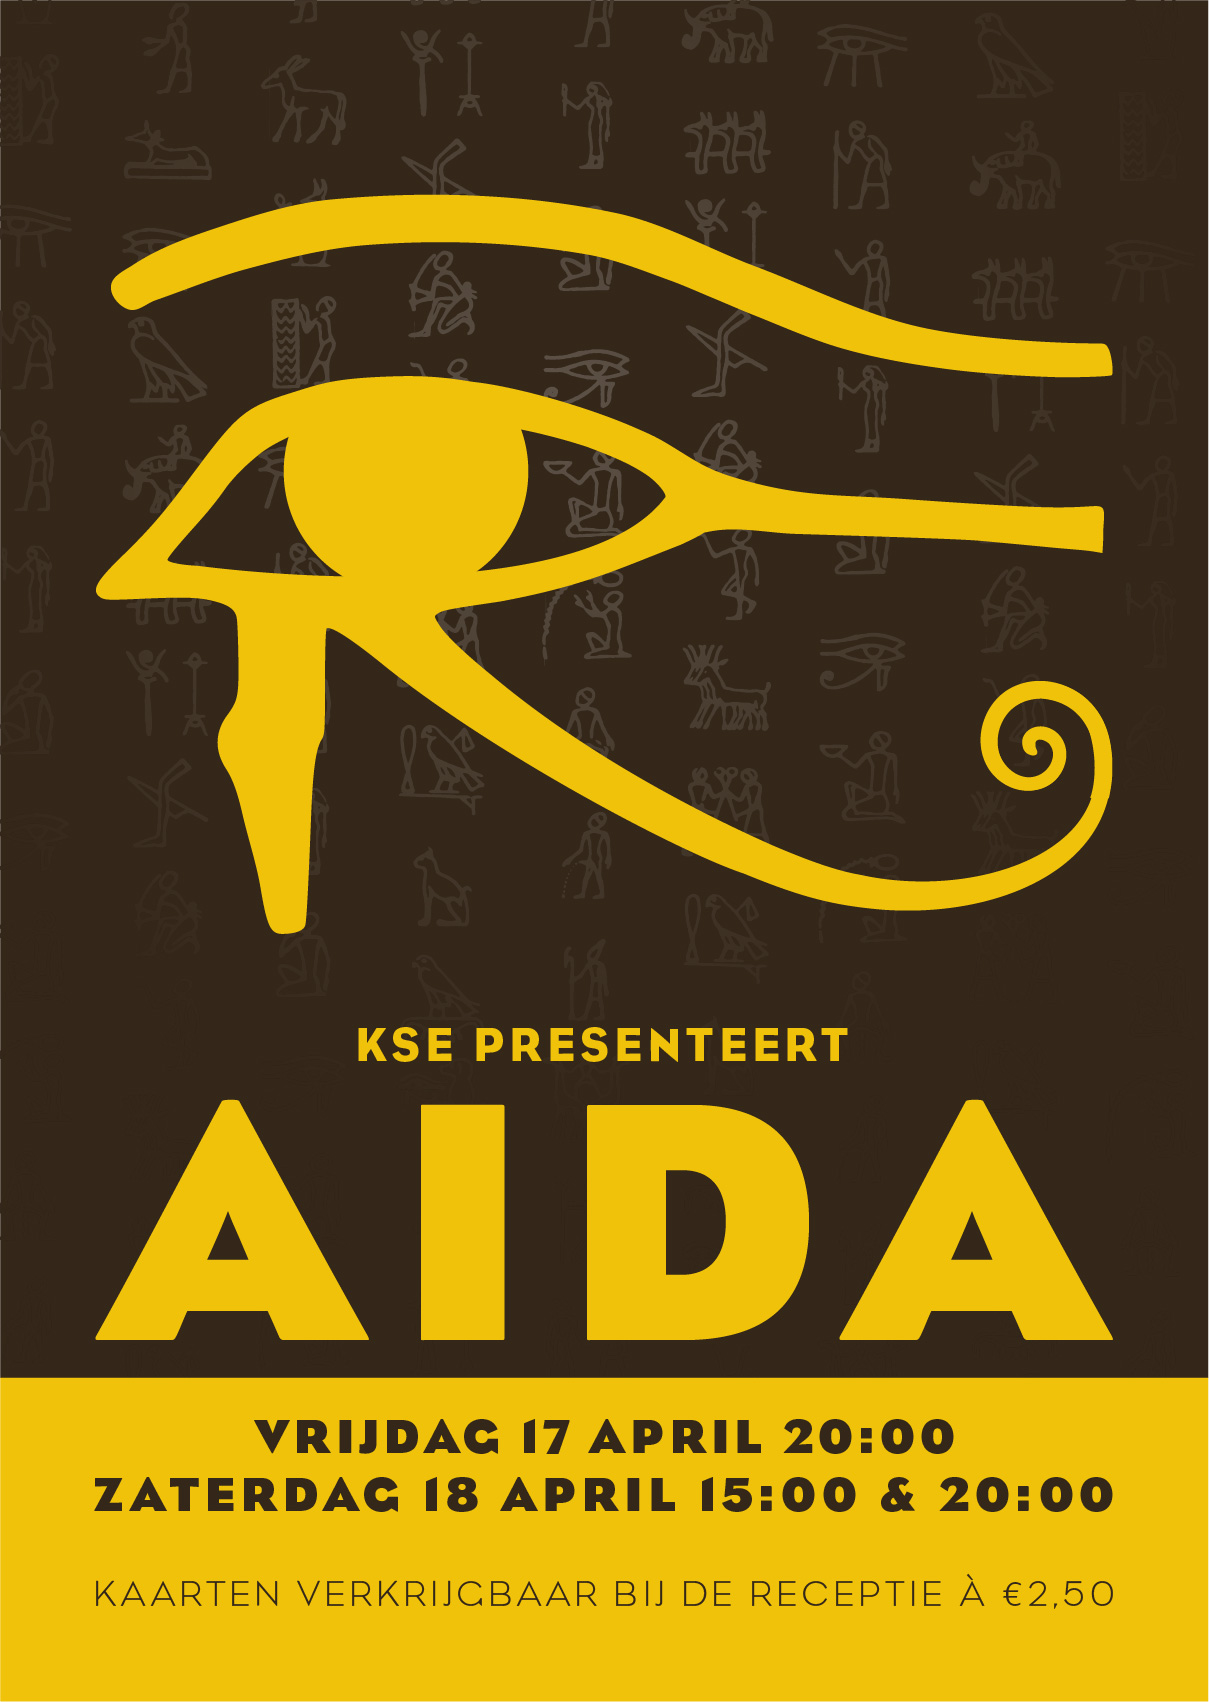 KSE PRESENTEERT
AIDA
VRIJDAG 17 APRIL 20:00
ZATERDAG 18 APRIL 15:00 & 20:00
KAARTEN VERKRIJGBAAR BIJ DE RECEPTIE À €2,50